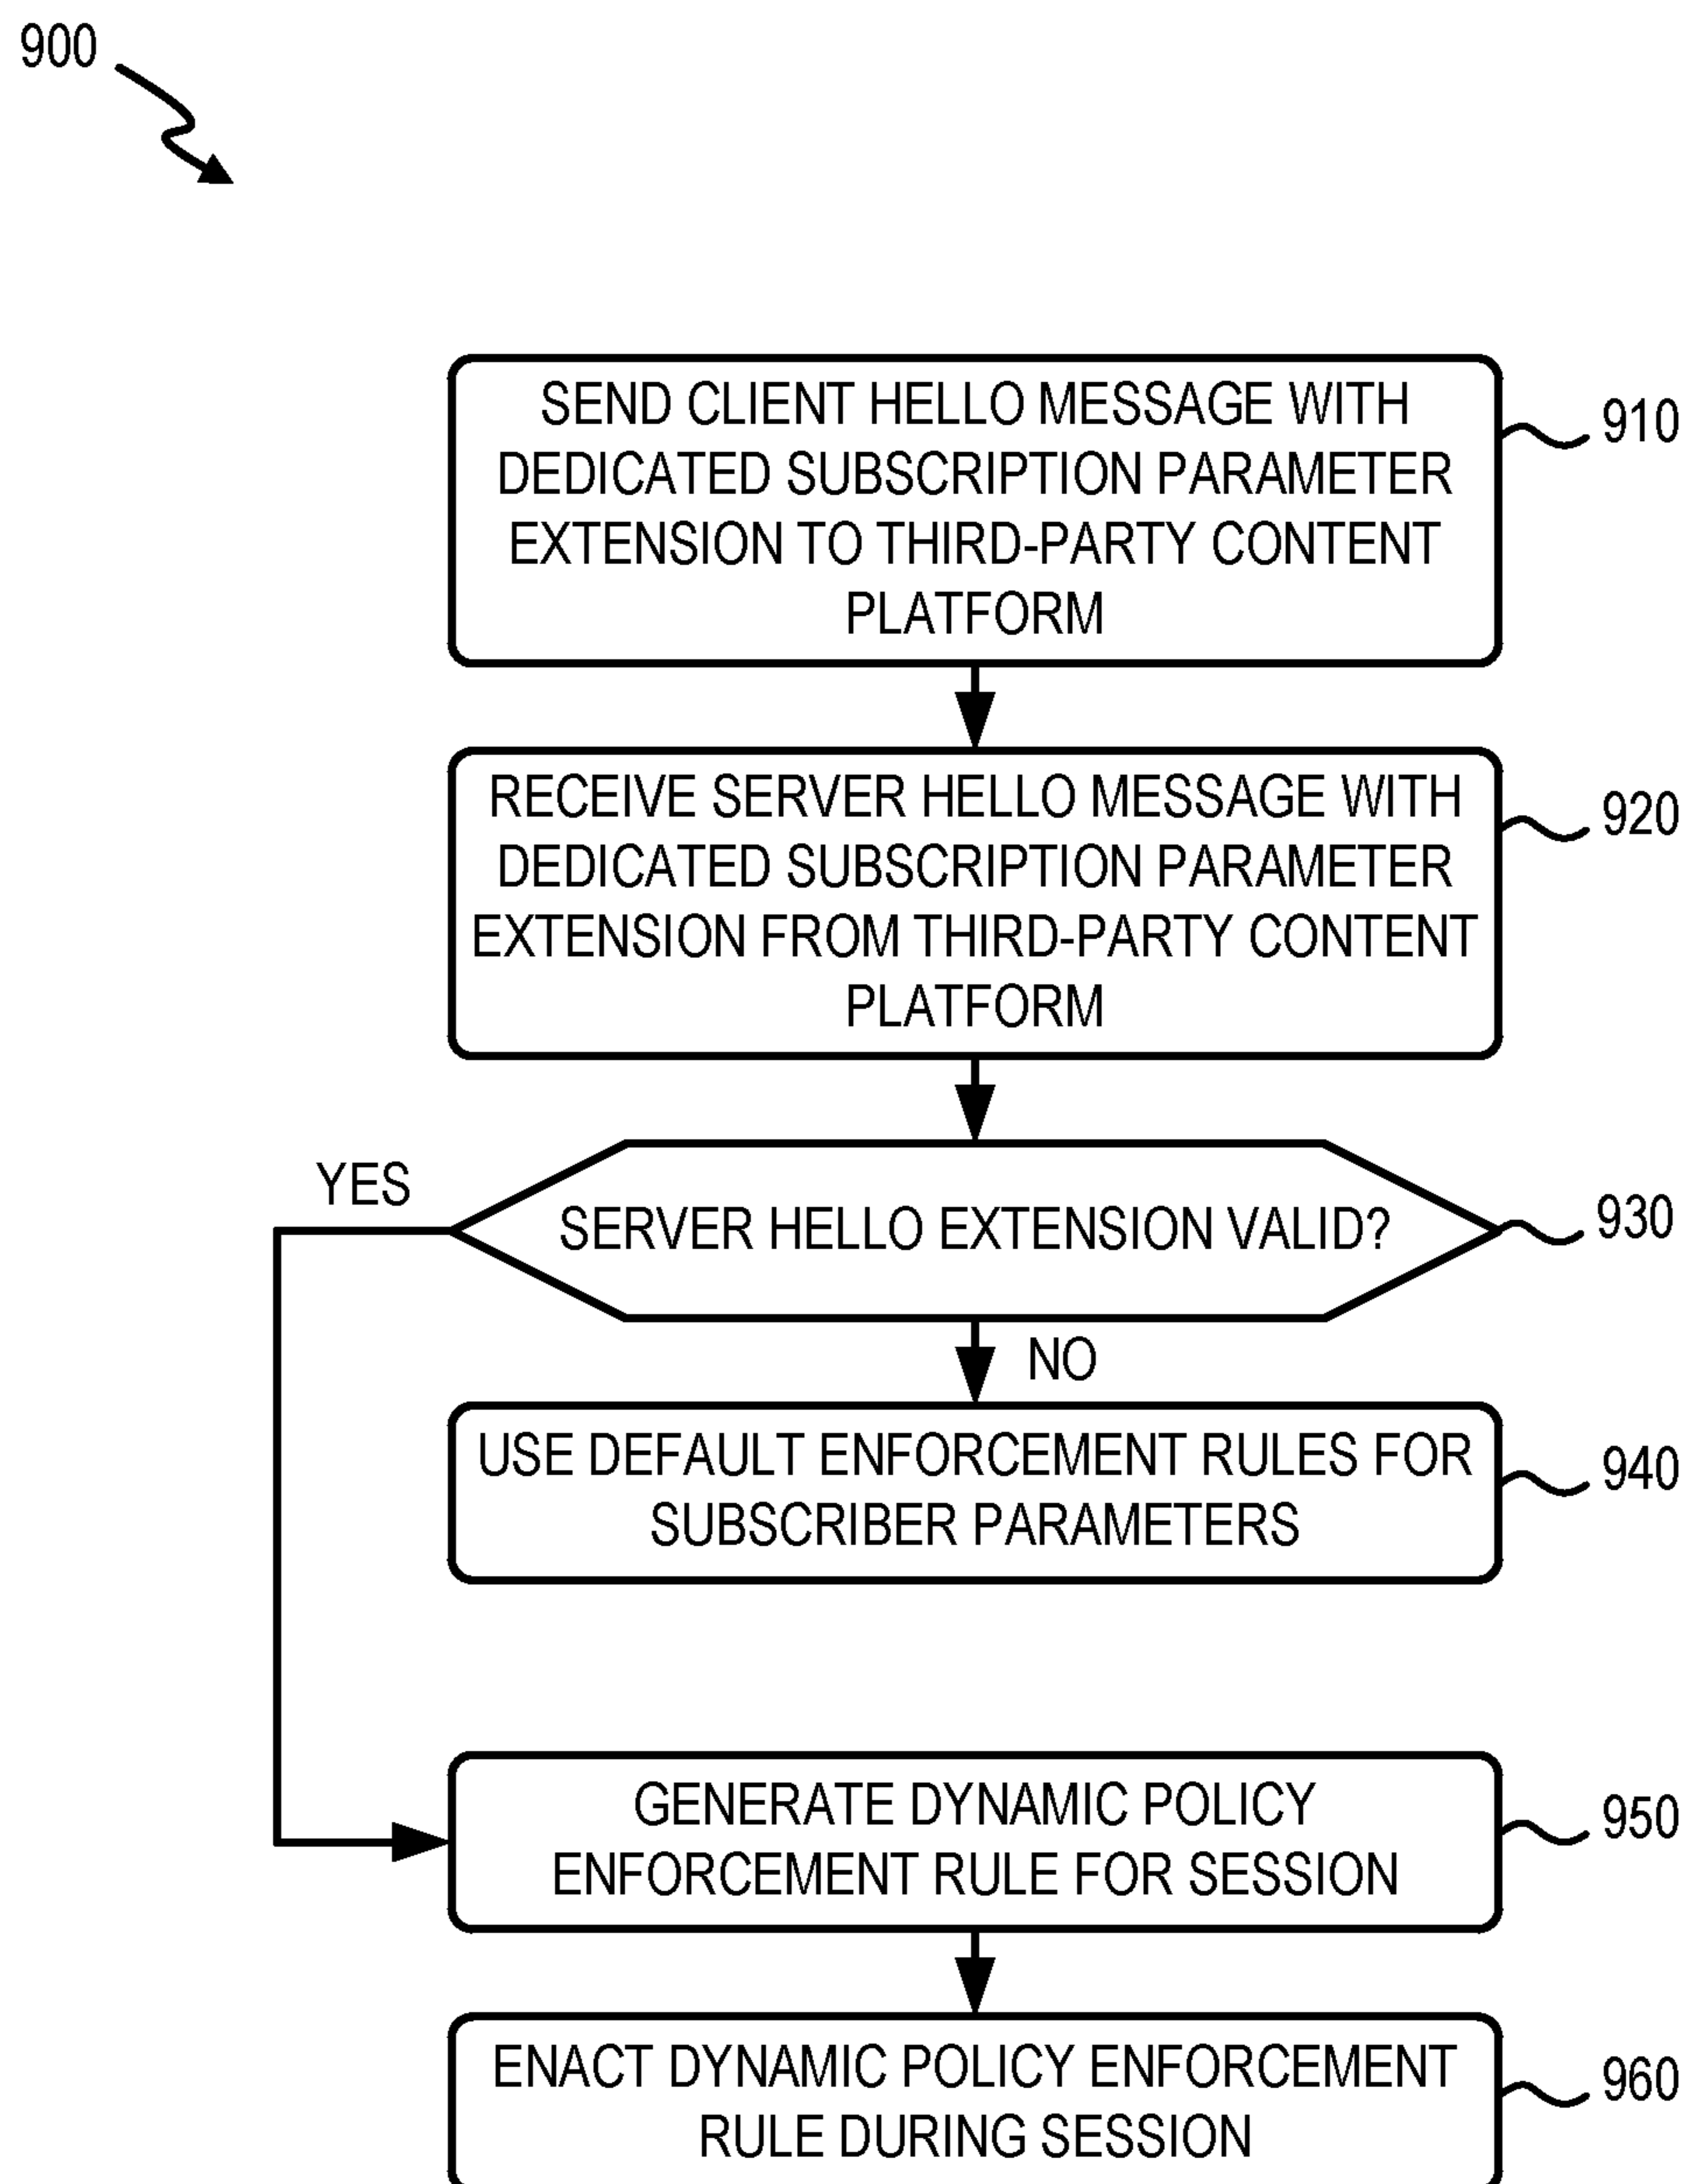 900
SEND CLIENT HELLO MESSAGE WITH
DEDICATED SUBSCRIPTION PARAMETER
EXTENSION TO THIRD-PARTY CONTENT
PLATFORM
910
RECEIVE SERVER HELLO MESSAGE WITH
DEDICATED SUBSCRIPTION PARAMETER
EXTENSION FROM THIRD-PARTY CONTENT
PLATFORM
920
YES
SERVER HELLO EXTENSION VALID?
930
NO
USE DEFAULT ENFORCEMENT RULES FOR
SUBSCRIBER PARAMETERS
940
GENERATE DYNAMIC POLICY
ENFORCEMENT RULE FOR SESSION
950
ENACT DYNAMIC POLICY ENFORCEMENT
RULE DURING SESSION
960